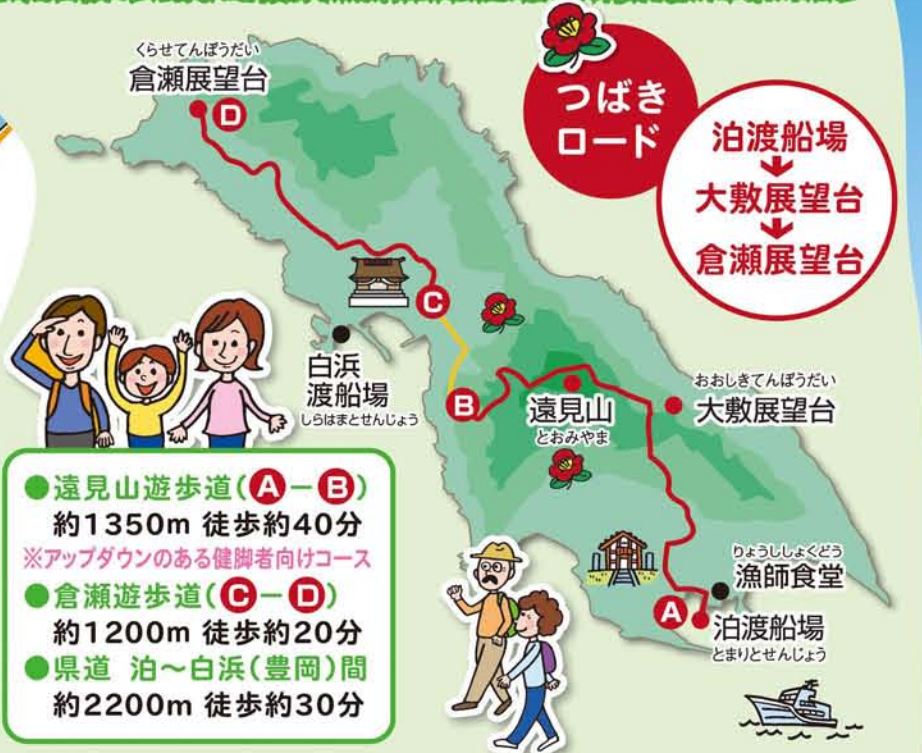 くらせてんぼうだい
倉瀬展望台
D
つばき
ロード
泊渡船場
↓
大敷展望台
↓
倉瀬展望台
C
白浜
渡船場
しらはまとせんじょう
B
遠見山
とおみやま
おおしきてんぼうだい
大敷展望台
りょうししょくどう
漁師食堂
A
泊渡船場
とまりとせんじょう
●遠見山遊歩道(A－B)
約1350m 徒歩約40分
※アップダウンのある健脚者向けコース
●倉瀬遊歩道(C－D)
約1200m 徒歩約20分
●県道 泊～白浜(豊岡)間
約2200m 徒歩約30分